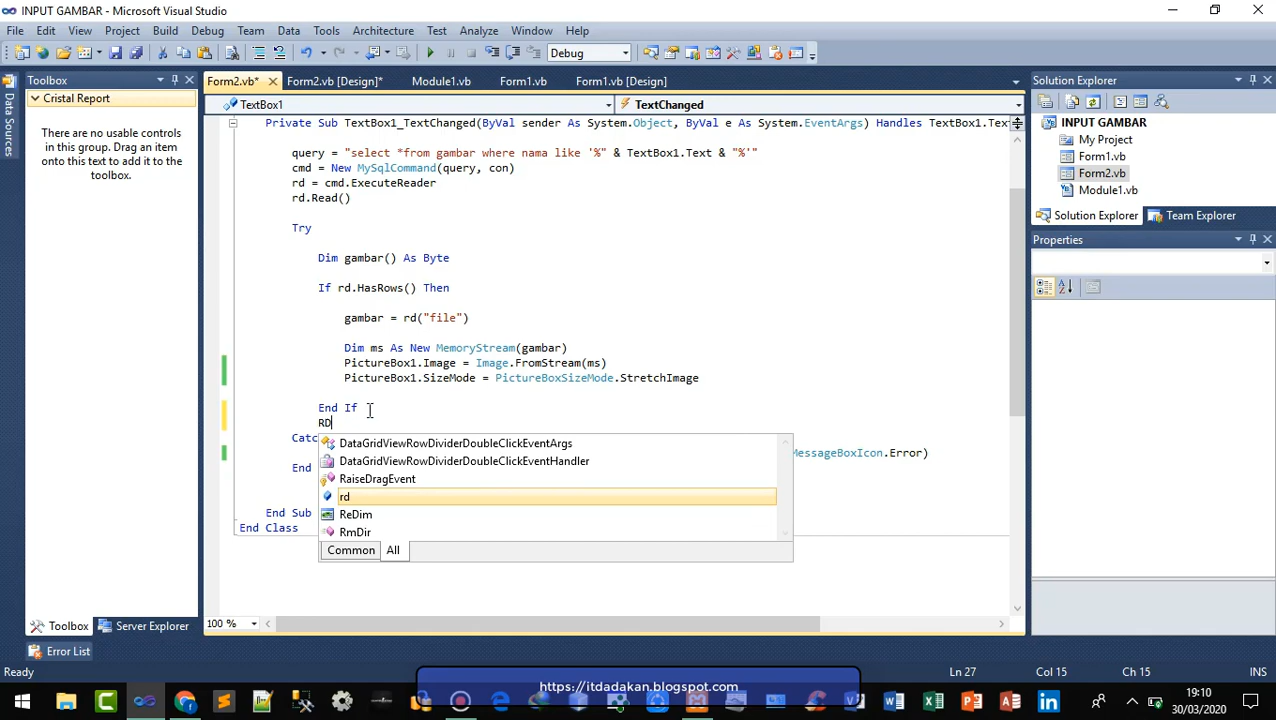 INPUT GAMBAR - Microsoft Visual Studio
File Edit View Project Build Debug Team Data Tools Architecture Test Analyze Window Help
Debug
Toolbox
Form2.vb* Form2.vb [Design]* Module1.vb Form1.vb Form1.vb [Design]
Solution Explorer
Data Sources
Cristal Report
There are no usable controls
in this group. Drag an item
onto this text to add it to the
toolbox.
TextBox1
TextChanged
Private Sub TextBox1_TextChanged(ByVal sender As System.Object, ByVal e As System.EventArgs) Handles TextBox1.Tex
query = "select *from gambar where nama like '%" & TextBox1.Text & "%'"
cmd = New MySqlCommand(query, con)
rd = cmd.ExecuteReader
rd.Read()
Try
Dim gambar() As Byte
If rd.HasRows() Then
gambar = rd("file")
Dim ms As New MemoryStream(gambar)
PictureBox1.Image = Image.FromStream(ms)
PictureBox1.SizeMode = PictureBoxSizeMode.StretchImage
End If
RD
Catc
DataGridViewRowDividerDoubleClickEventArgs
essageBoxIcon.Error)
DataGridViewRowDividerDoubleClickEventHandler
End
RaiseDragEvent
rd
ReDim
End Sub
RmDir
End Class
Common All
INPUT GAMBAR
My Project
Form1.vb
Form2.vb
Module1.vb
Solution Explorer Team Explorer
Properties
100 %
Toolbox Server Explorer
Error List
Ready
Ln 27 Col 15 Ch 15 INS
https://itdadakan.blogspot.com
19:10
30/03/2020